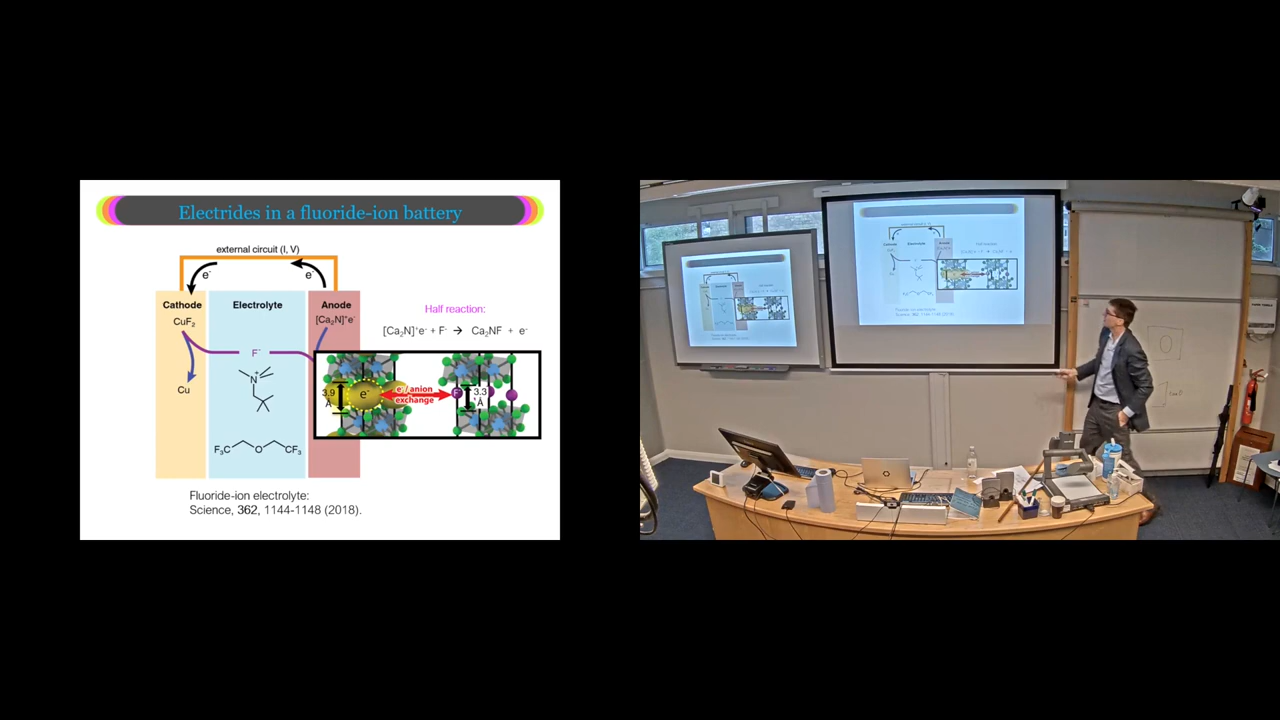 Electrides in a fluoride-ion battery
external circuit (I, V)
e⁻ e⁻
Cathode Electrolyte Anode
CuF₂ [Ca₂N]⁺e⁻
Half reaction:
[Ca₂N]⁺e⁻ + F⁻ → Ca₂NF + e⁻
F⁻
N⁺
Cu
3.9 Å e⁻ e⁻/anion exchange F⁻ 3.3 Å
F₃C O CF₃
Fluoride-ion electrolyte:
Science, 362, 1144-1148 (2018).